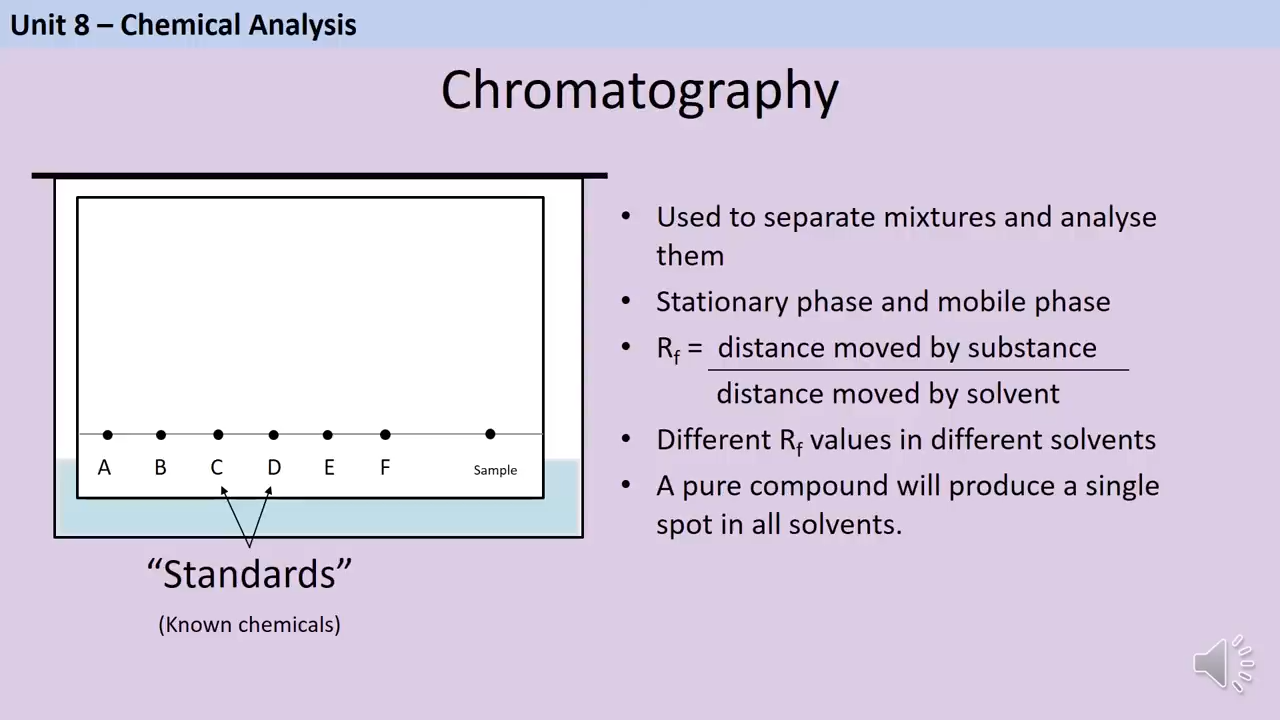 Unit 8 – Chemical Analysis
Chromatography
A B C D E F Sample
“Standards”
(Known chemicals)
• Used to separate mixtures and analyse
them
• Stationary phase and mobile phase
• Rf = distance moved by substance
distance moved by solvent
• Different Rf values in different solvents
• A pure compound will produce a single
spot in all solvents.